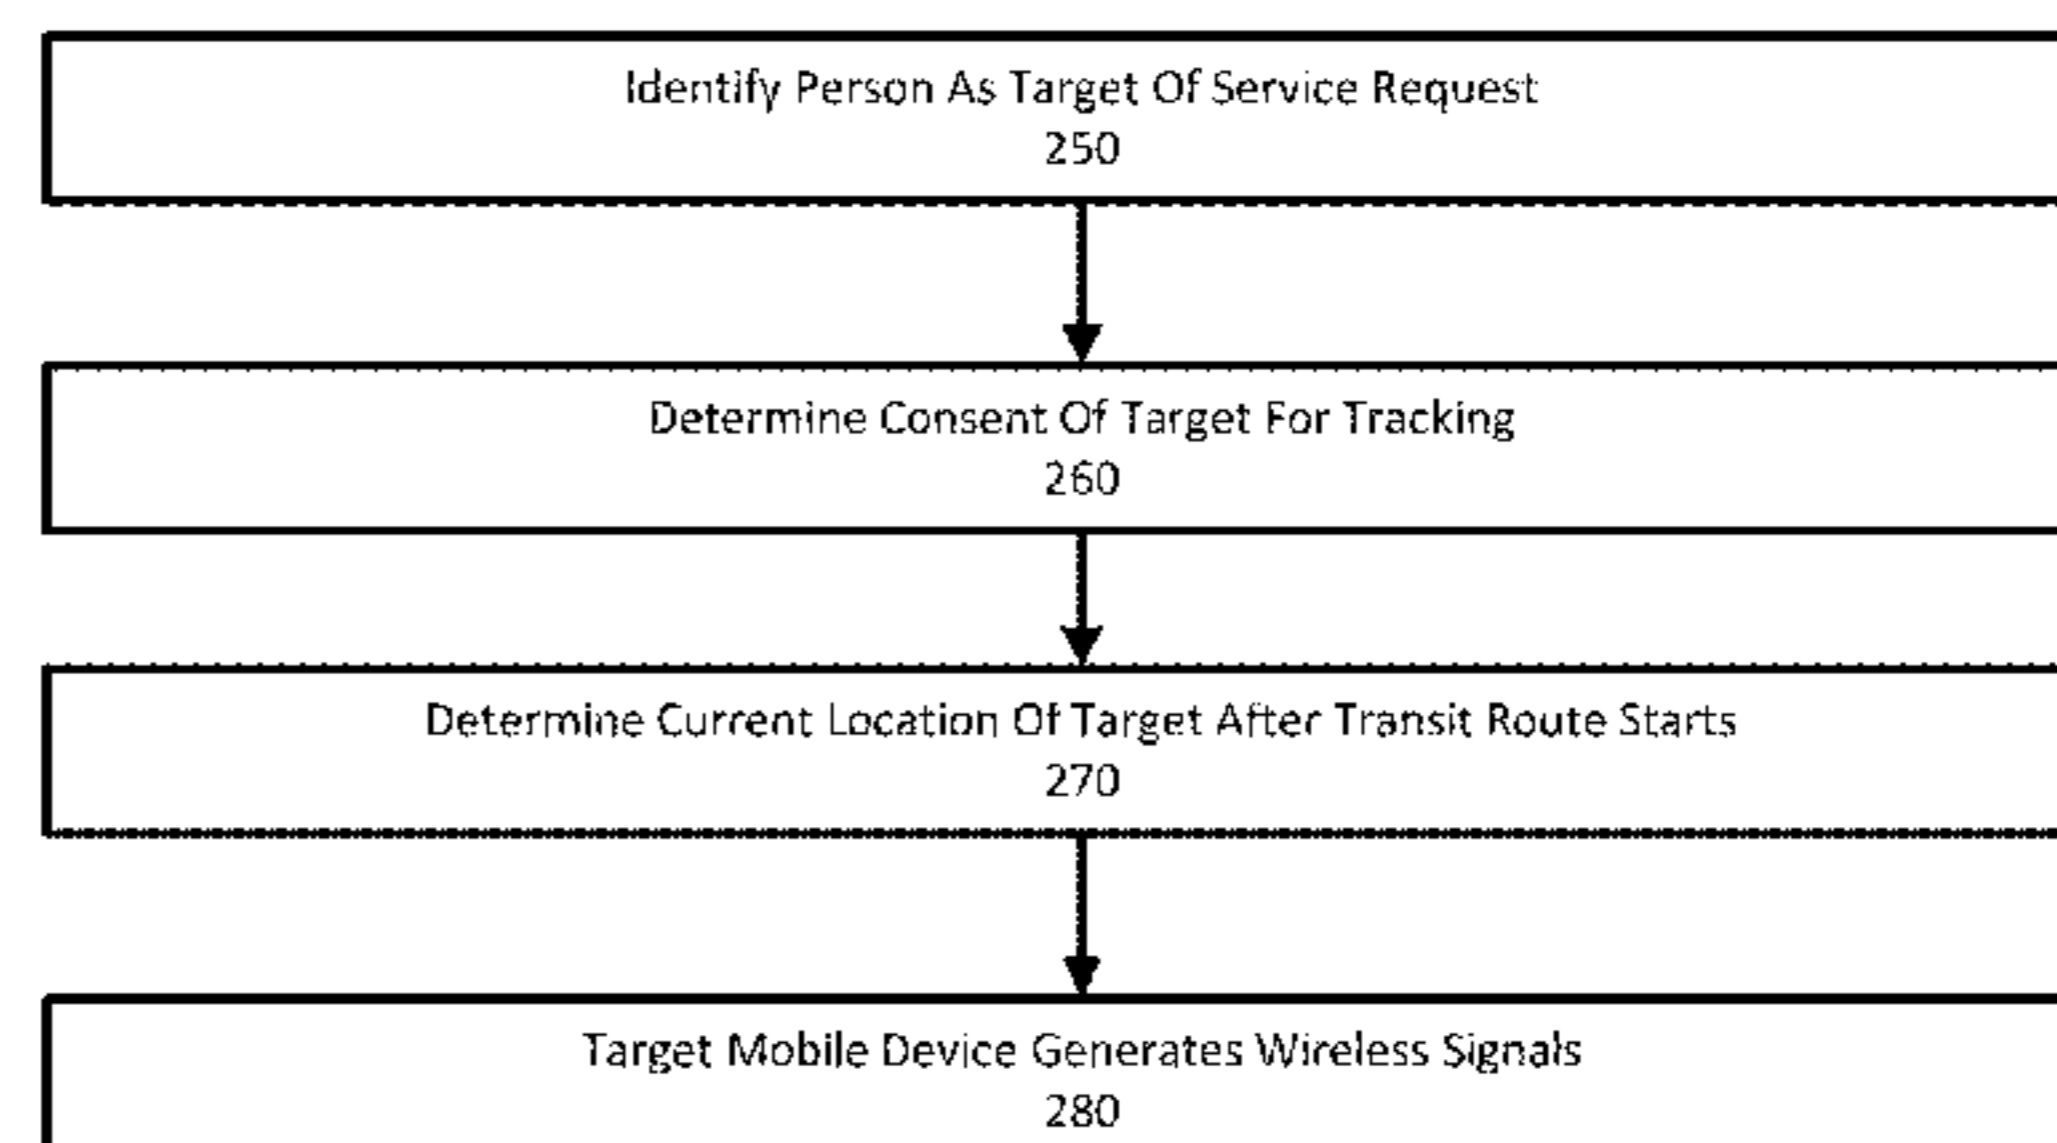 Identify Person As Target Of Service Request
250
Determine Consent Of Target For Tracking
260
Determine Current Location Of Target After Transit Route Starts
270
Target Mobile Device Generates Wireless Signals
280